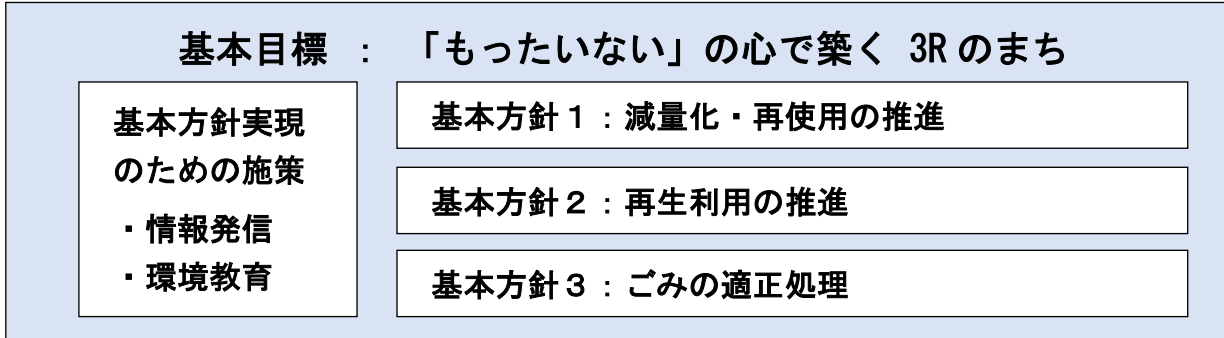 基本目標 : 「もったいない」の心で築く 3Rのまち
基本方針実現
のための施策
・情報発信
・環境教育
基本方針1:減量化・再使用の推進
基本方針2:再生利用の推進
基本方針3:ごみの適正処理